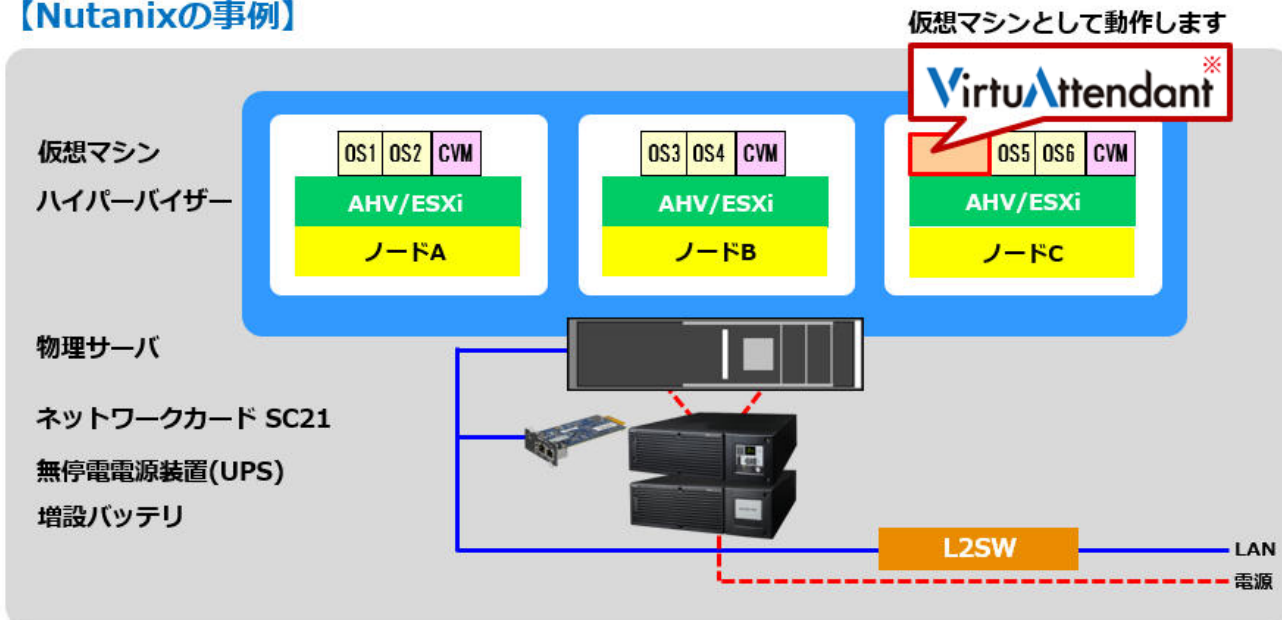 【Nutanixの事例】
仮想マシンとして動作します
VirtuAttendant※
仮想マシン
OS1 OS2 CVM
OS3 OS4 CVM
OS5 OS6 CVM
ハイパーバイザー
AHV/ESXi
AHV/ESXi
AHV/ESXi
ノードA
ノードB
ノードC
物理サーバ
ネットワークカード SC21
無停電電源装置(UPS)
増設バッテリ
L2SW
LAN
電源